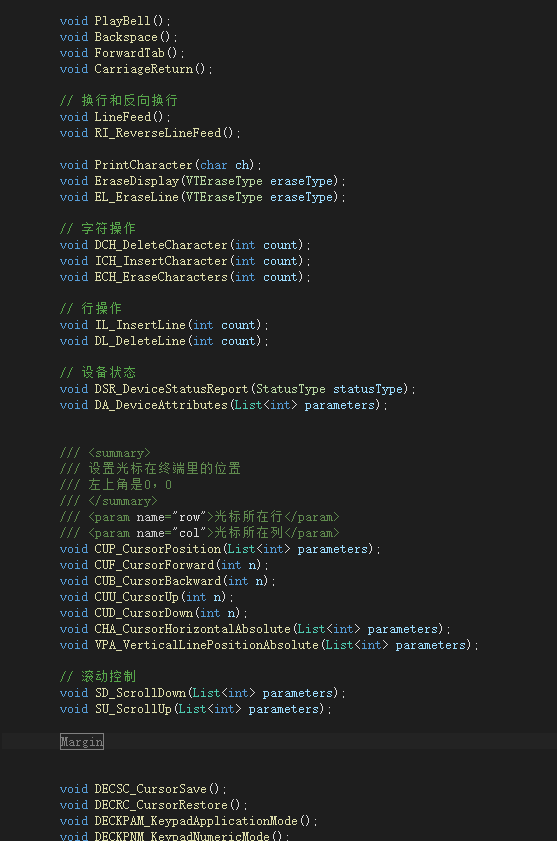 void PlayBell();
void Backspace();
void ForwardTab();
void CarriageReturn();
// 换行和反向换行
void LineFeed();
void RI_ReverseLineFeed();
void PrintCharacter(char ch);
void EraseDisplay(VTEraseType eraseType);
void EL_EraseLine(VTEraseType eraseType);
// 字符操作
void DCH_DeleteCharacter(int count);
void ICH_InsertCharacter(int count);
void ECH_EraseCharacters(int count);
// 行操作
void IL_InsertLine(int count);
void DL_DeleteLine(int count);
// 设备状态
void DSR_DeviceStatusReport(StatusType statusType);
void DA_DeviceAttributes(List<int> parameters);
/// <summary>
/// 设置光标在终端里的位置
/// 左上角是0，0
/// </summary>
/// <param name="row">光标所在行</param>
/// <param name="col">光标所在列</param>
void CUP_CursorPosition(List<int> parameters);
void CUF_CursorForward(int n);
void CUB_CursorBackward(int n);
void CUU_CursorUp(int n);
void CUD_CursorDown(int n);
void CHA_CursorHorizontalAbsolute(List<int> parameters);
void VPA_VerticalLinePositionAbsolute(List<int> parameters);
// 滚动控制
void SD_ScrollDown(List<int> parameters);
void SU_ScrollUp(List<int> parameters);
Margin
void DECSC_CursorSave();
void DECRC_CursorRestore();
void DECKPAM_KeypadApplicationMode();
void DECKPNM_KeypadNumericMode();